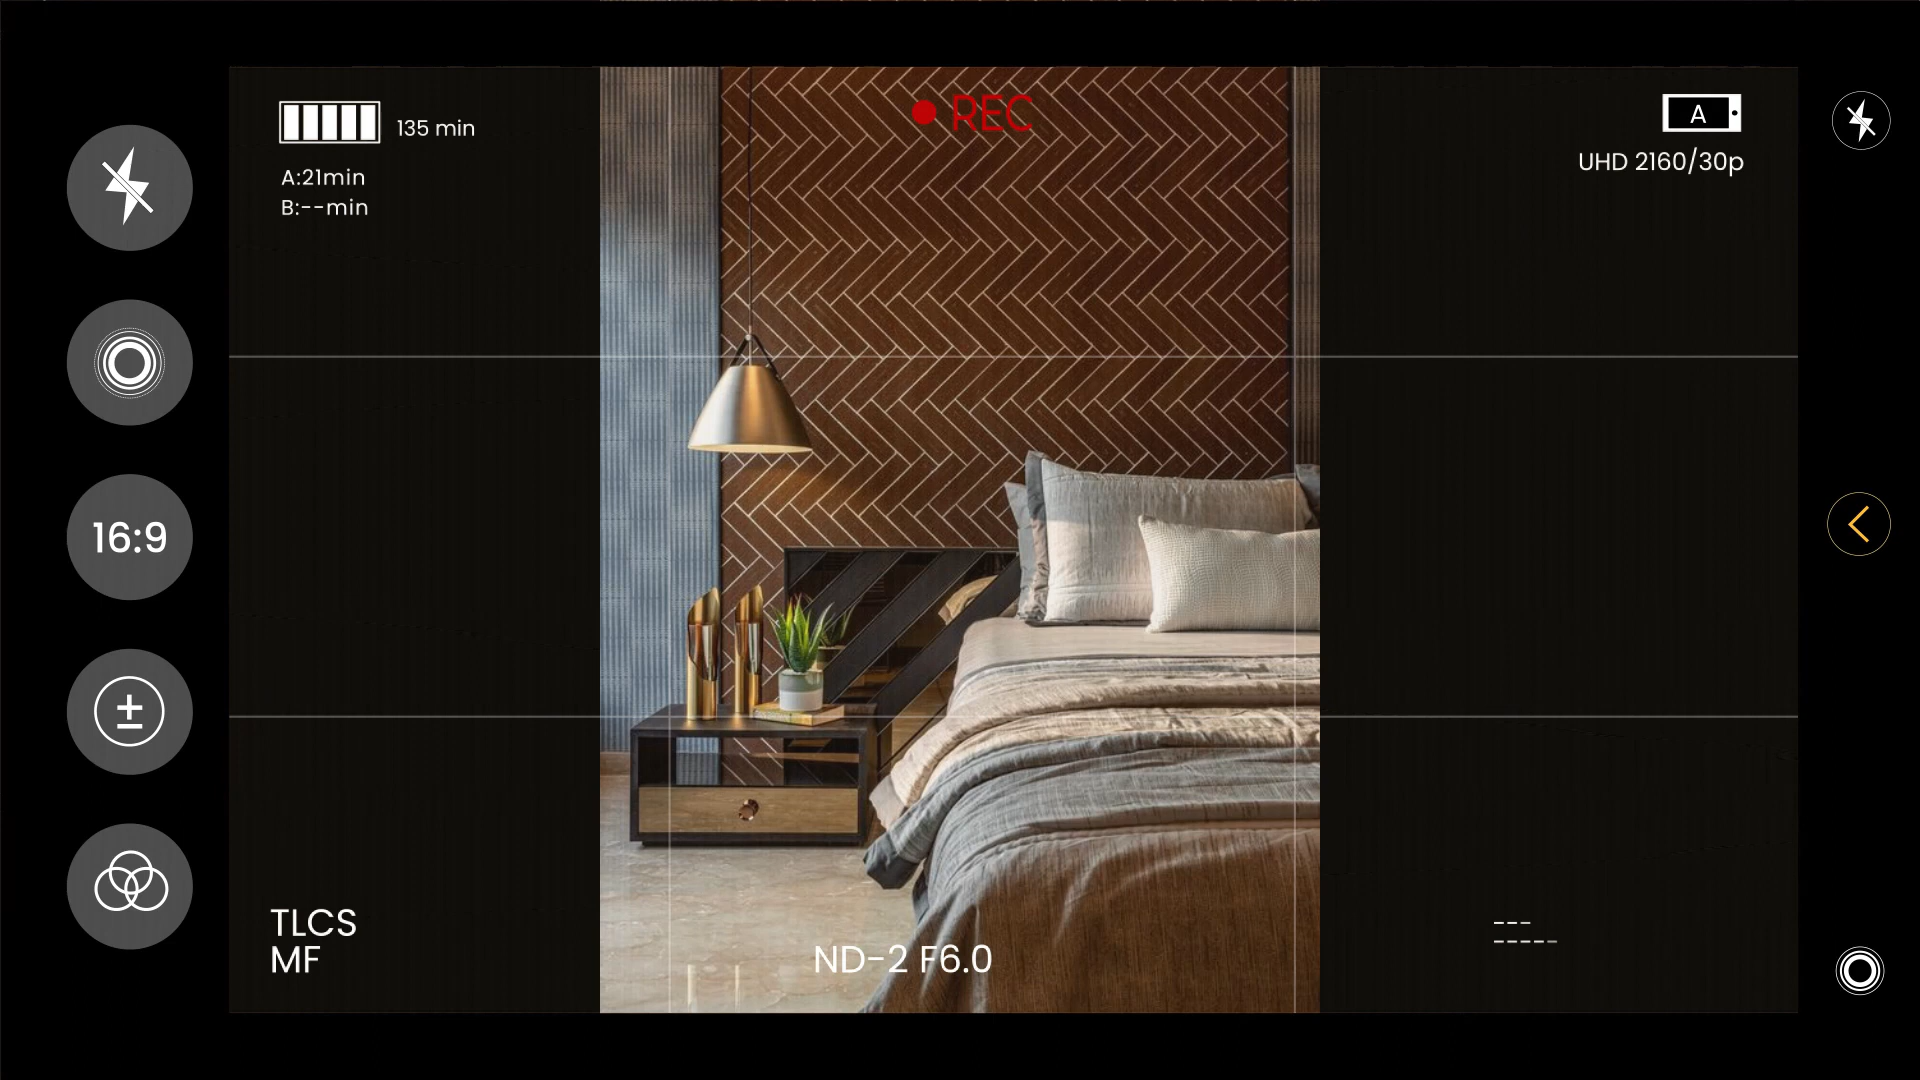 135 min
A:21min
B:--min
REC
A
UHD 2160/30p
16:9
TLCS
MF
ND-2 F6.0